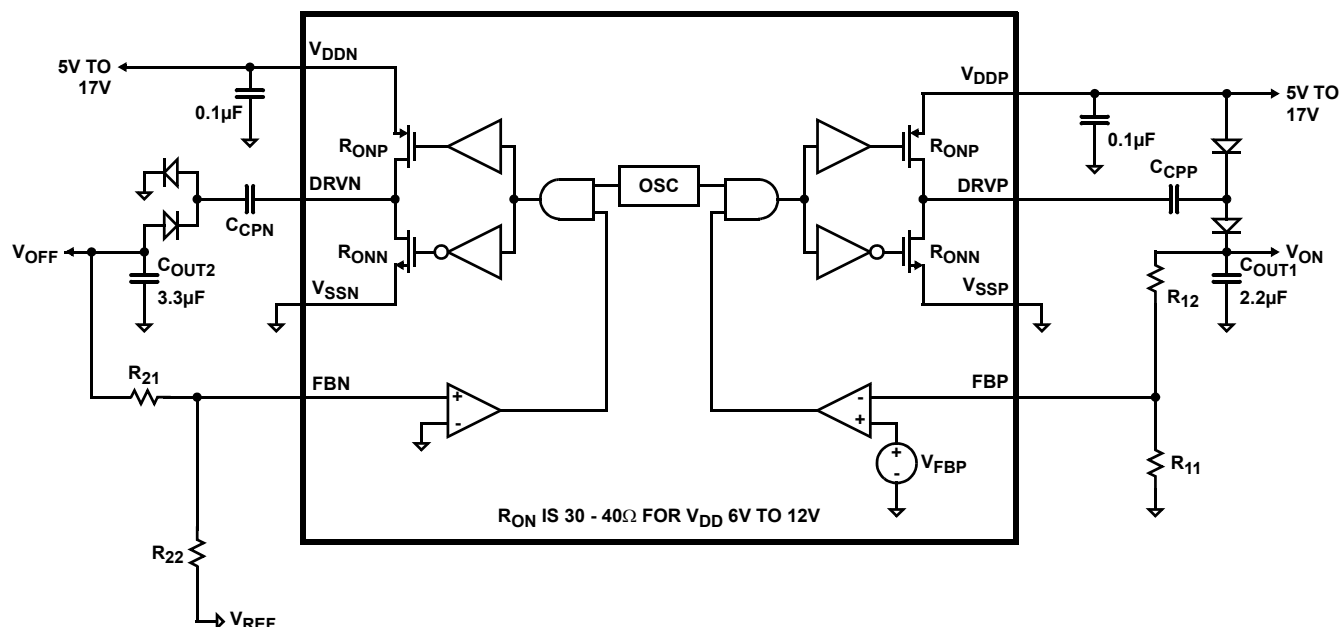 VDDN
5V TO
17V
0.1µF
RONP
DRVN
CCPN
VOFF
COUT2
3.3µF
RONN
VSSN
R21
FBN
+
-
R22
VREF
OSC
VDDP
5V TO
17V
0.1µF
RONP
DRVP
CCPP
VON
COUT1
2.2µF
R12
RONN
VSSP
FBP
-
+
+
-
VFBP
R11
RON IS 30 - 40Ω FOR VDD 6V TO 12V